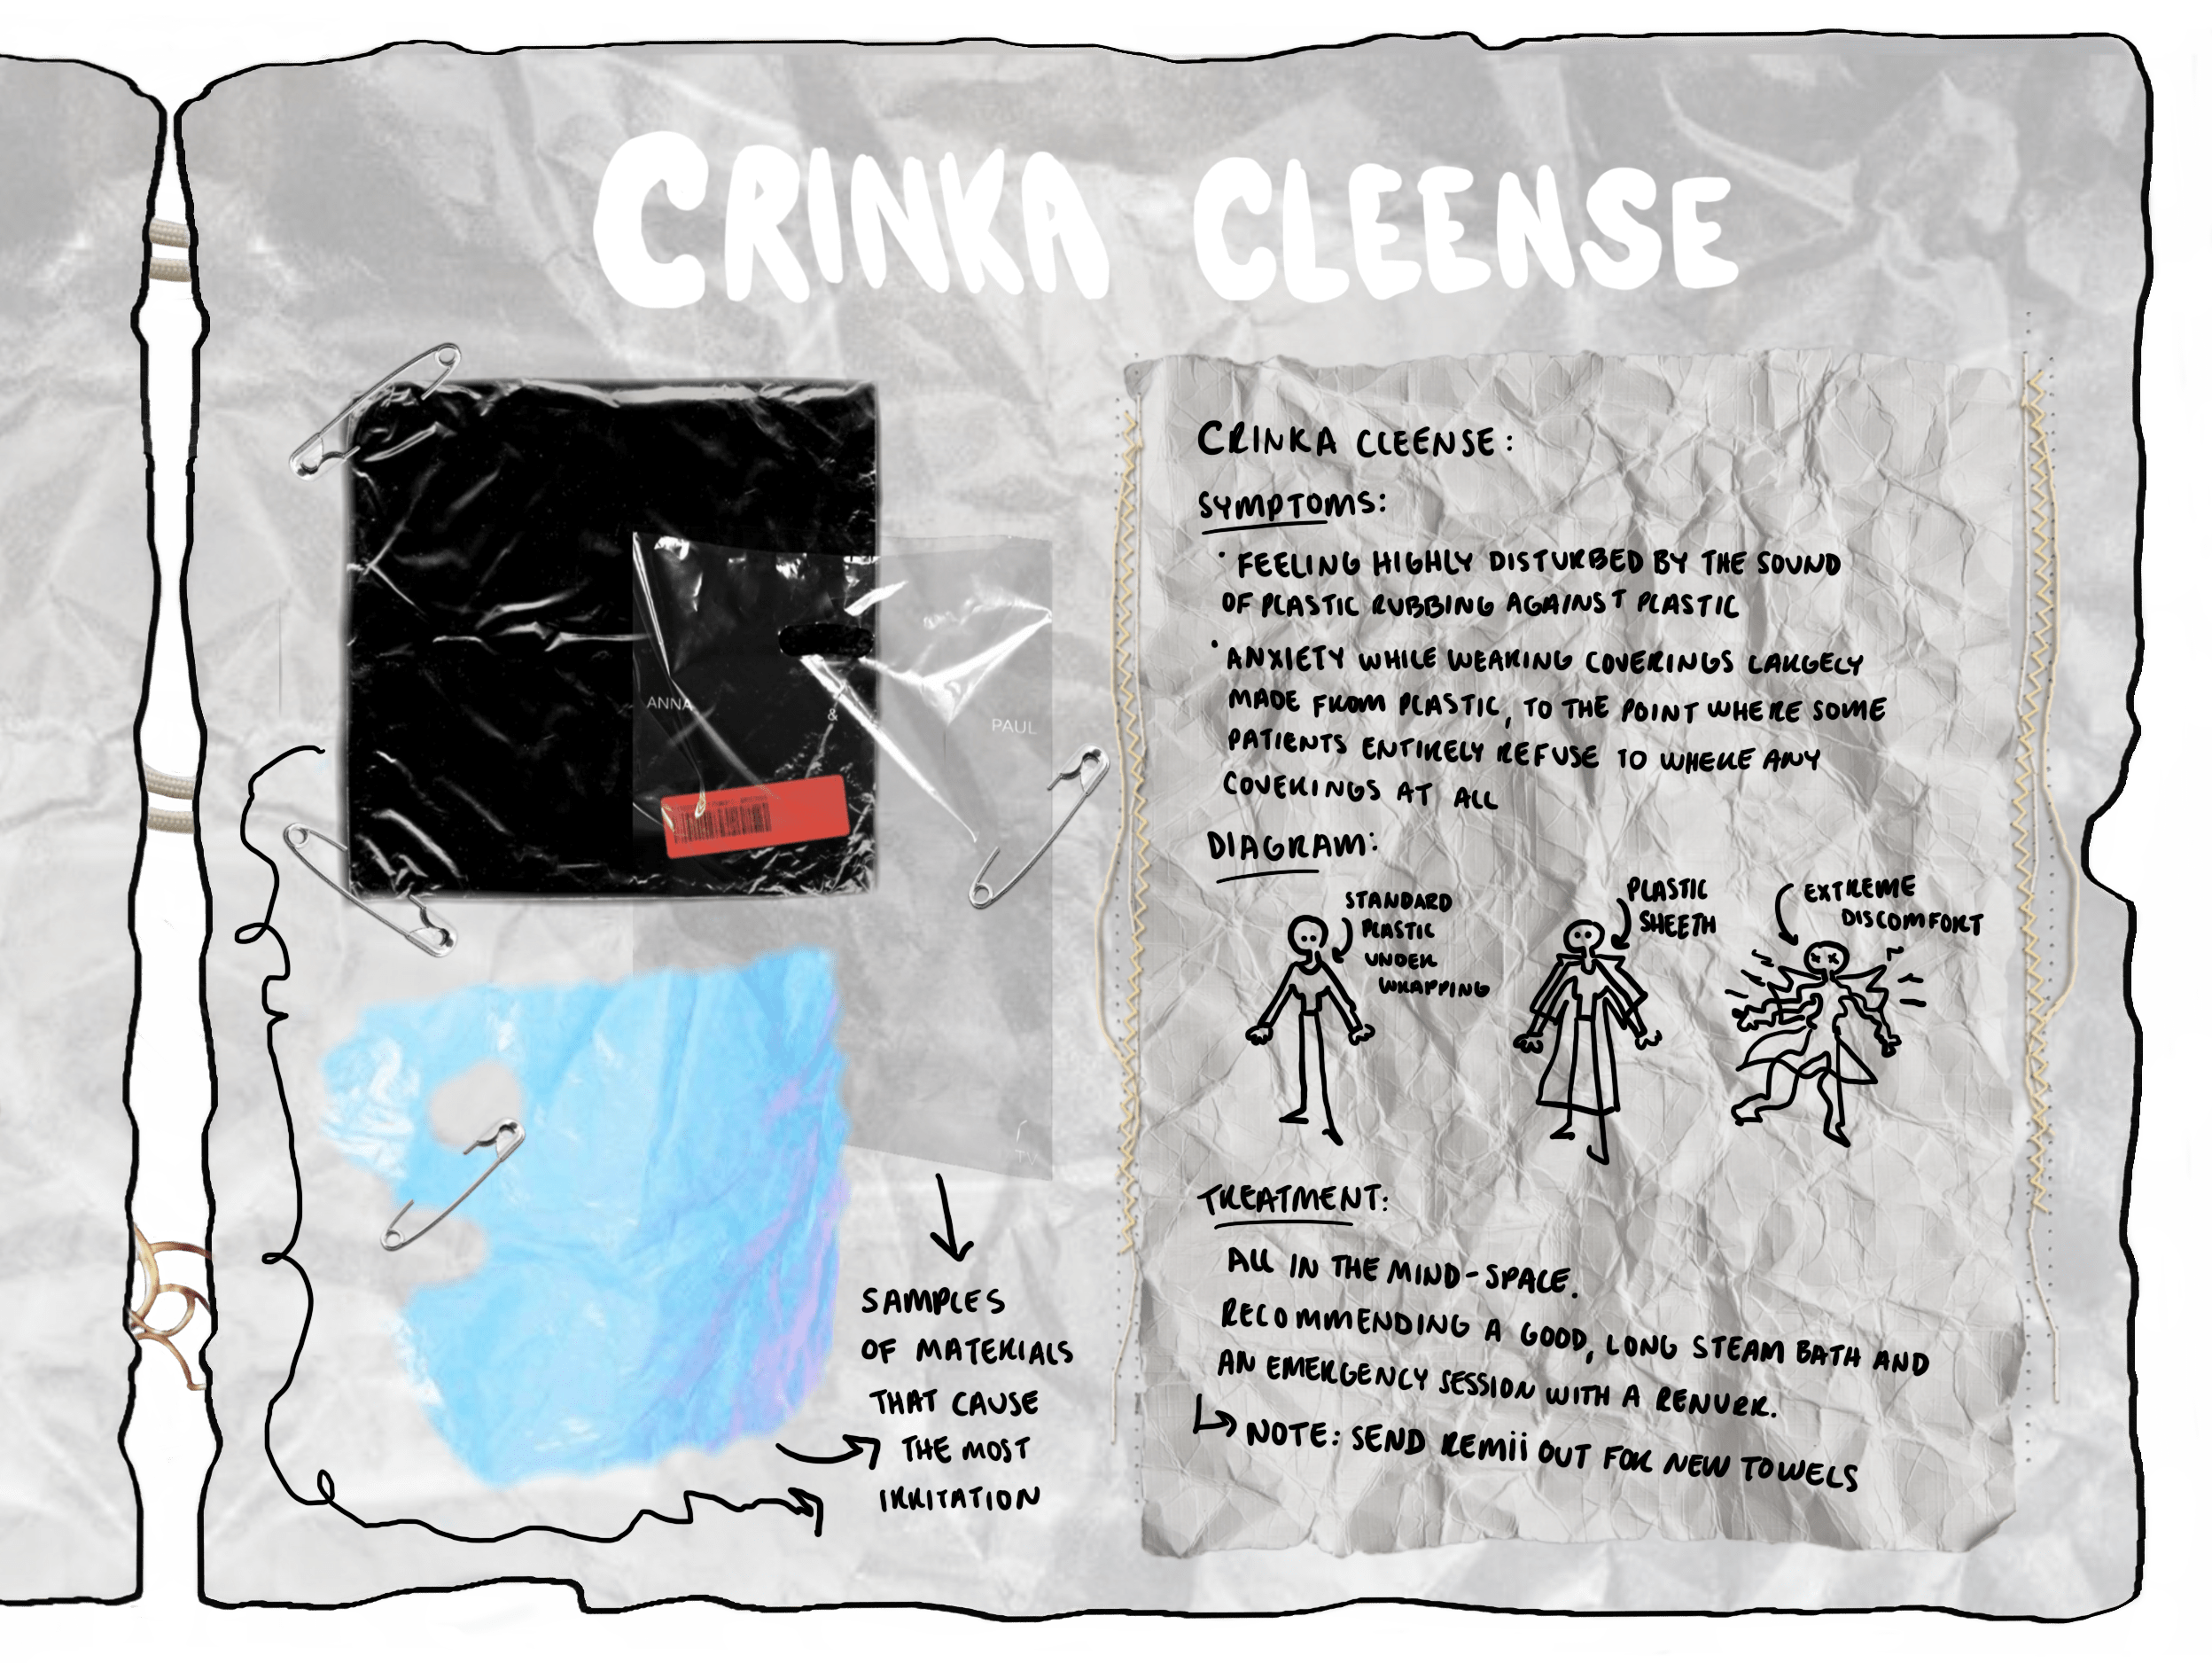 CRINKA CLEENSE
ANNA & PAUL
SAMPLES
OF MATERIALS
THAT CAUSE
THE MOST
IRRITATION
CRINKA CLEENSE:
SYMPTOMS:
• FEELING HIGHLY DISTURBED BY THE SOUND
OF PLASTIC RUBBING AGAINST PLASTIC
• ANXIETY WHILE WEARING COVERINGS LARGELY
MADE FROM PLASTIC, TO THE POINT WHERE SOME
PATIENTS ENTIRELY REFUSE TO WHERE ANY
COVERINGS AT ALL
DIAGRAM:
STANDARD
PLASTIC
UNDER
WRAPPING
PLASTIC
SHEETH
EXTREME
DISCOMFORT
TREATMENT:
ALL IN THE MIND-SPACE.
RECOMMENDING A GOOD, LONG STEAM BATH AND
AN EMERGENCY SESSION WITH A RENURR.
NOTE: SEND REMii OUT FOR NEW TOWELS